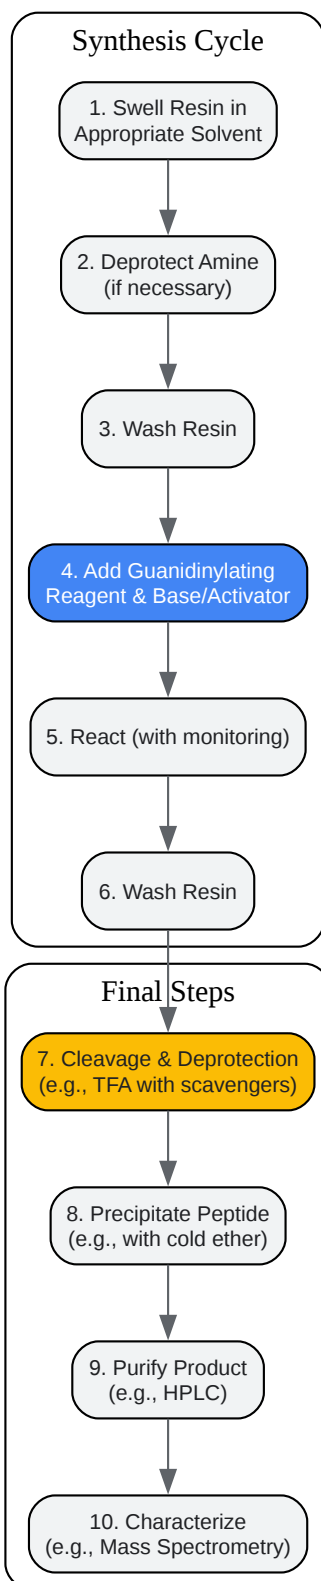 Synthesis Cycle
1. Swell Resin in
Appropriate Solvent
2. Deprotect Amine
(if necessary)
3. Wash Resin
4. Add Guanidinylating
Reagent & Base/Activator
5. React (with monitoring)
6. Wash Resin
Final Steps
7. Cleavage & Deprotection
(e.g., TFA with scavengers)
8. Precipitate Peptide
(e.g., with cold ether)
9. Purify Product
(e.g., HPLC)
10. Characterize
(e.g., Mass Spectrometry)